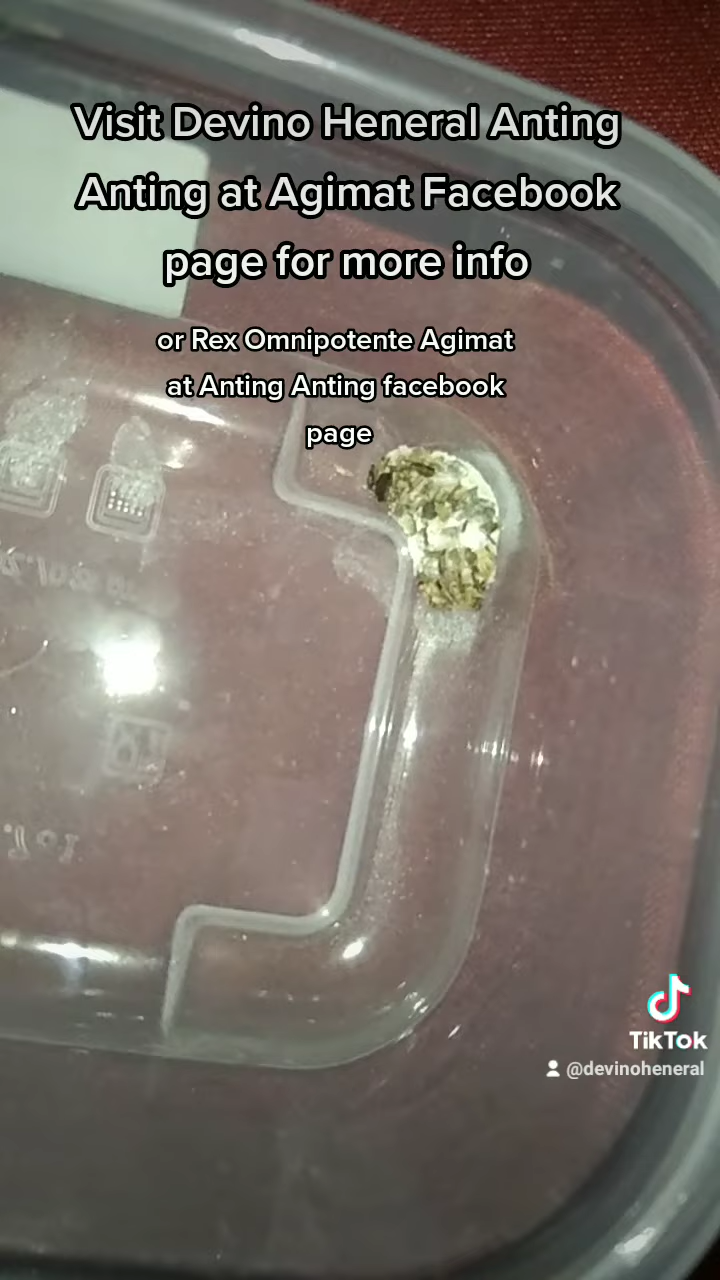 Visit Devino Heneral Anting
Anting at Agimat Facebook
page for more info
or Rex Omnipotente Agimat
at Anting Anting facebook
page
TikTok
@devinoheneral